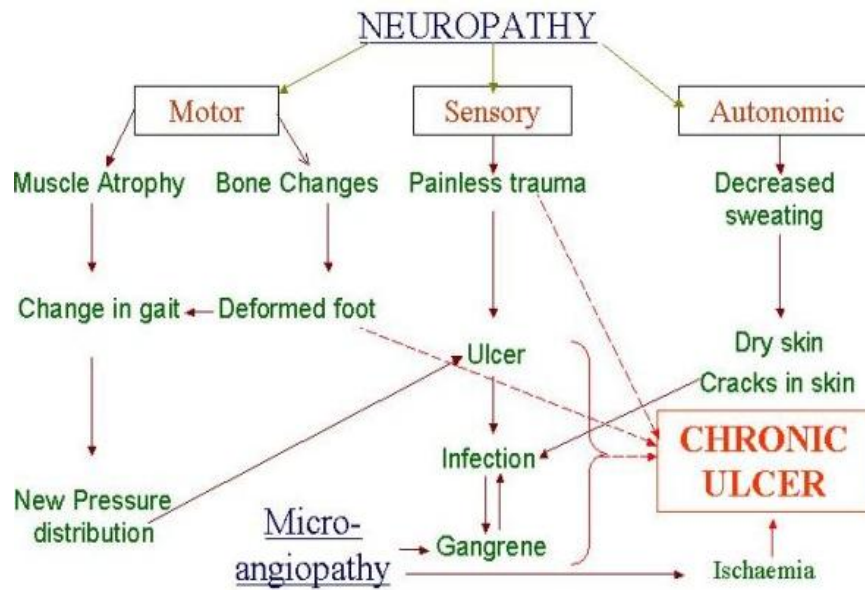 NEUROPATHY
Motor
Sensory
Autonomic
Muscle Atrophy
Bone Changes
Painless trauma
Decreased
sweating
Change in gait
Deformed foot
Ulcer
Dry skin
Cracks in skin
CHRONIC
ULCER
Infection
New Pressure
distribution
Micro-
angiopathy
Gangrene
Ischaemia